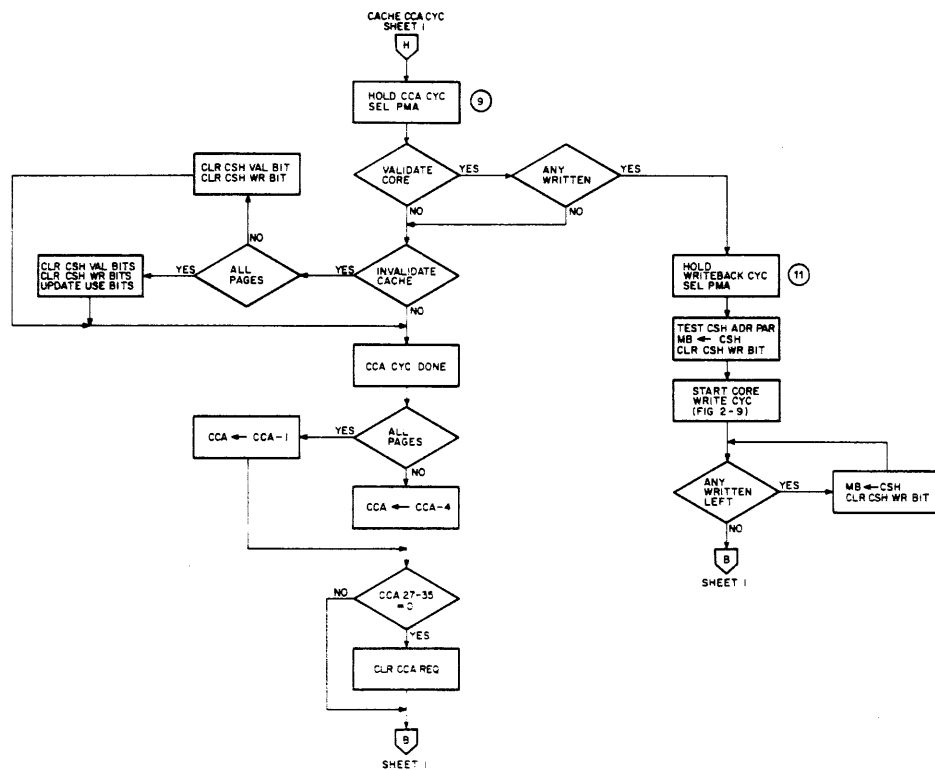 CACHE CCA CYC
SHEET 1
H
HOLD CCA CYC
SEL PMA
9
VALIDATE
CORE
YES
NO
ANY
WRITTEN
YES
NO
CLR CSH VAL BIT
CLR CSH WR BIT
NO
CLR CSH VAL BITS
CLR CSH WR BITS
UPDATE USE BITS
YES
ALL
PAGES
YES
INVALIDATE
CACHE
NO
HOLD
WRITEBACK CYC
SEL PMA
11
TEST CSH ADR PAR
MB ← CSH
CLR CSH WR BIT
CCA CYC DONE
START CORE
WRITE CYC
(FIG 2-9)
CCA ← CCA-1
YES
ALL
PAGES
NO
CCA ← CCA-4
ANY
WRITTEN
LEFT
YES
NO
MB ← CSH
CLR CSH WR BIT
B
SHEET 1
NO
CCA 27-35
= 0
YES
CLR CCA REQ
B
SHEET 1